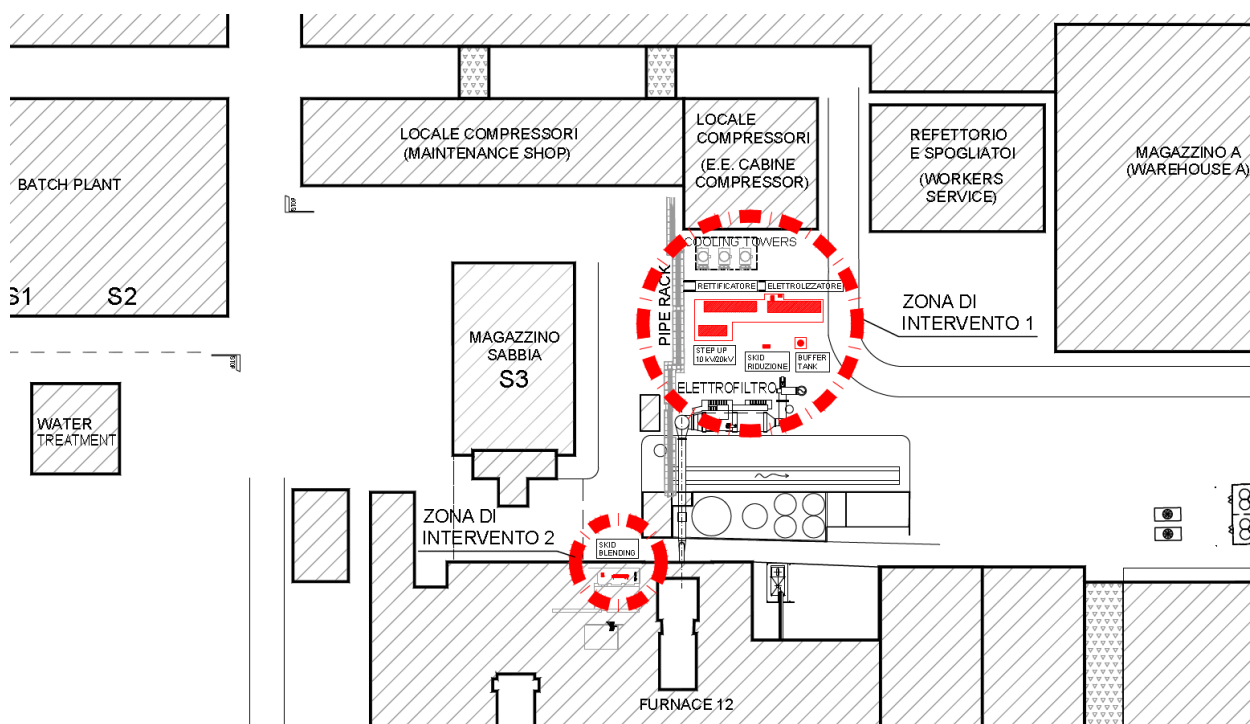 LOCALE COMPRESSORI
(MAINTENANCE SHOP)
LOCALE
COMPRESSORI
(E.E. CABINE
COMPRESSOR)
REFETTORIO
E SPOGLIATOI
(WORKERS
SERVICE)
MAGAZZINO A
(WAREHOUSE A)
BATCH PLANT
S1
S2
STOP
COOLING TOWERS
PIPE RACK
RETTIFICATORE
ELETTROLIZZATORE
ZONA DI
INTERVENTO 1
MAGAZZINO
SABBIA
S3
STEP UP
10 kV/20kV
SKID
RIDUZIONE
BUFFER
TANK
STOP
ELETTROFILTRO
WATER
TREATMENT
ZONA DI
INTERVENTO 2
SKID
BLENDING
FURNACE 12